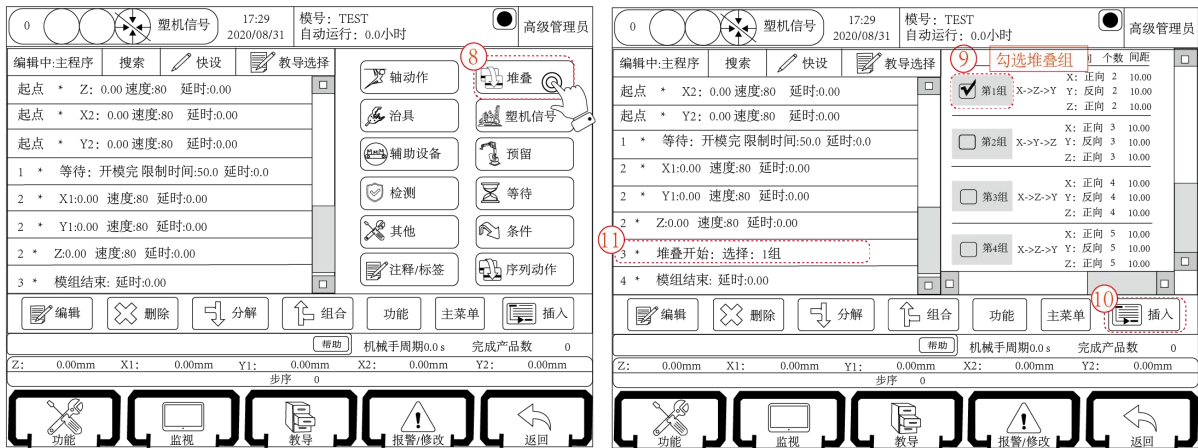 0 塑机信号 17:29 2020/08/31 模号：TEST 自动运行：0.0小时 高级管理员
编辑中:主程序 搜索 快设 教导选择
起点 * Z: 0.00 速度:80 延时:0.00
起点 * X2: 0.00 速度:80 延时:0.00
起点 * Y2: 0.00 速度:80 延时:0.00
1 * 等待：开模完 限制时间:50.0 延时:0.0
2 * X1:0.00 速度:80 延时:0.00
2 * Y1:0.00 速度:80 延时:0.00
2 * Z:0.00 速度:80 延时:0.00
3 * 模组结束: 延时:0.00
⑧
轴动作 堆叠
治具 塑机信号
辅助设备 预留
检测 等待
其他 条件
注释/标签 序列动作
编辑 删除 分解 组合 功能 主菜单 插入
帮助 机械手周期0.0 s 完成产品数 0
Z: 0.00mm X1: 0.00mm Y1: 0.00mm X2: 0.00mm Y2: 0.00mm
步序 0
功能 监视 教导 报警/修改 返回
0 塑机信号 17:29 2020/08/31 模号：TEST 自动运行：0.0小时 高级管理员
编辑中:主程序 搜索 快设 教导选择
起点 * X2: 0.00 速度:80 延时:0.00
起点 * Y2: 0.00 速度:80 延时:0.00
1 * 等待：开模完 限制时间:50.0 延时:0.0
2 * X1:0.00 速度:80 延时:0.00
2 * Y1:0.00 速度:80 延时:0.00
2 * Z:0.00 速度:80 延时:0.00
⑪
3 * 堆叠开始：选择：1组
4 * 模组结束: 延时:0.00
⑨ 勾选堆叠组 个数 间距
第1组 X->Z->Y
X: 正向 2 10.00
Y: 反向 2 10.00
Z: 正向 2 10.00
第2组 X->Y->Z
X: 正向 3 10.00
Y: 反向 3 10.00
Z: 正向 3 10.00
第3组 X->Z->Y
X: 正向 4 10.00
Y: 反向 4 10.00
Z: 正向 4 10.00
第4组 X->Z->Y
X: 正向 5 10.00
Y: 反向 5 10.00
Z: 正向 5 10.00
⑩
编辑 删除 分解 组合 功能 主菜单 插入
帮助 机械手周期0.0 s 完成产品数 0
Z: 0.00mm X1: 0.00mm Y1: 0.00mm X2: 0.00mm Y2: 0.00mm
步序 0
功能 监视 教导 报警/修改 返回